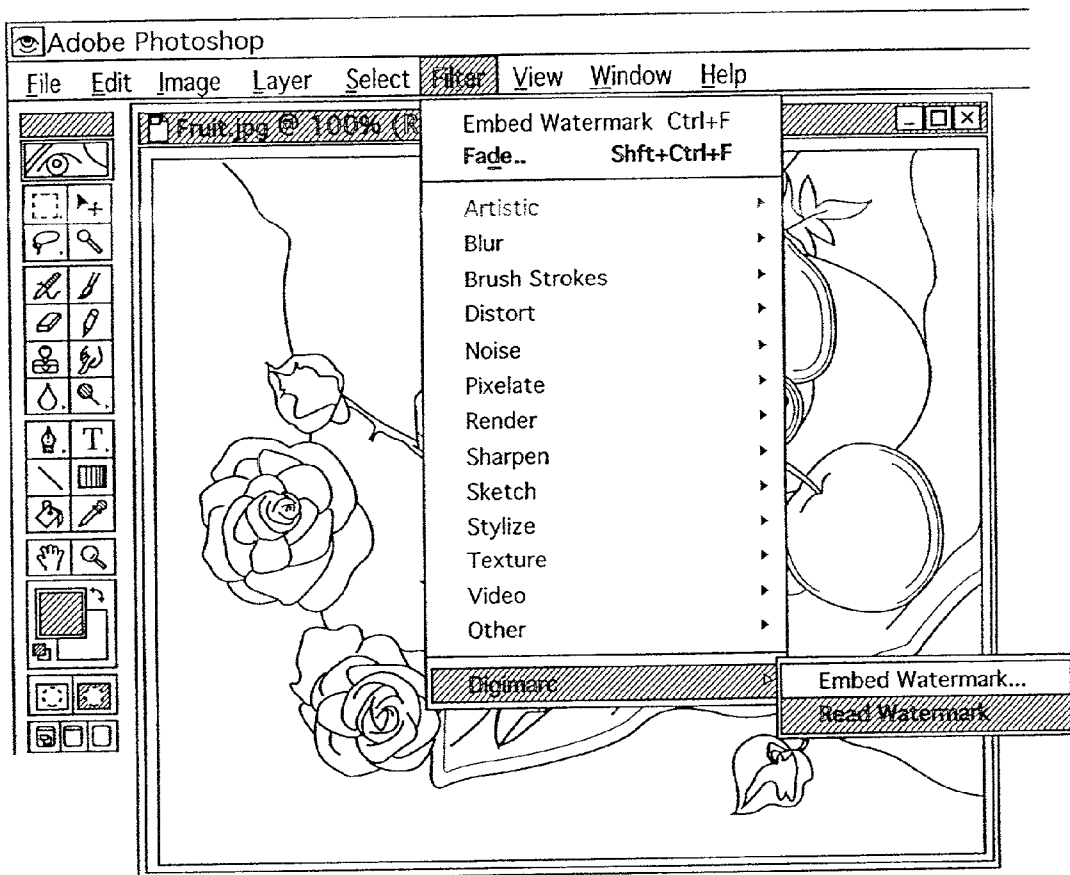 Adobe Photoshop
File Edit Image Layer Select Filter View Window Help
Fruit.jpg @ 100% (R
Embed Watermark Ctrl+F
Fade.. Shft+Ctrl+F
Artistic
Blur
Brush Strokes
Distort
Noise
Pixelate
Render
Sharpen
Sketch
Stylize
Texture
Video
Other
Digimarc
Embed Watermark...
Read Watermark
T